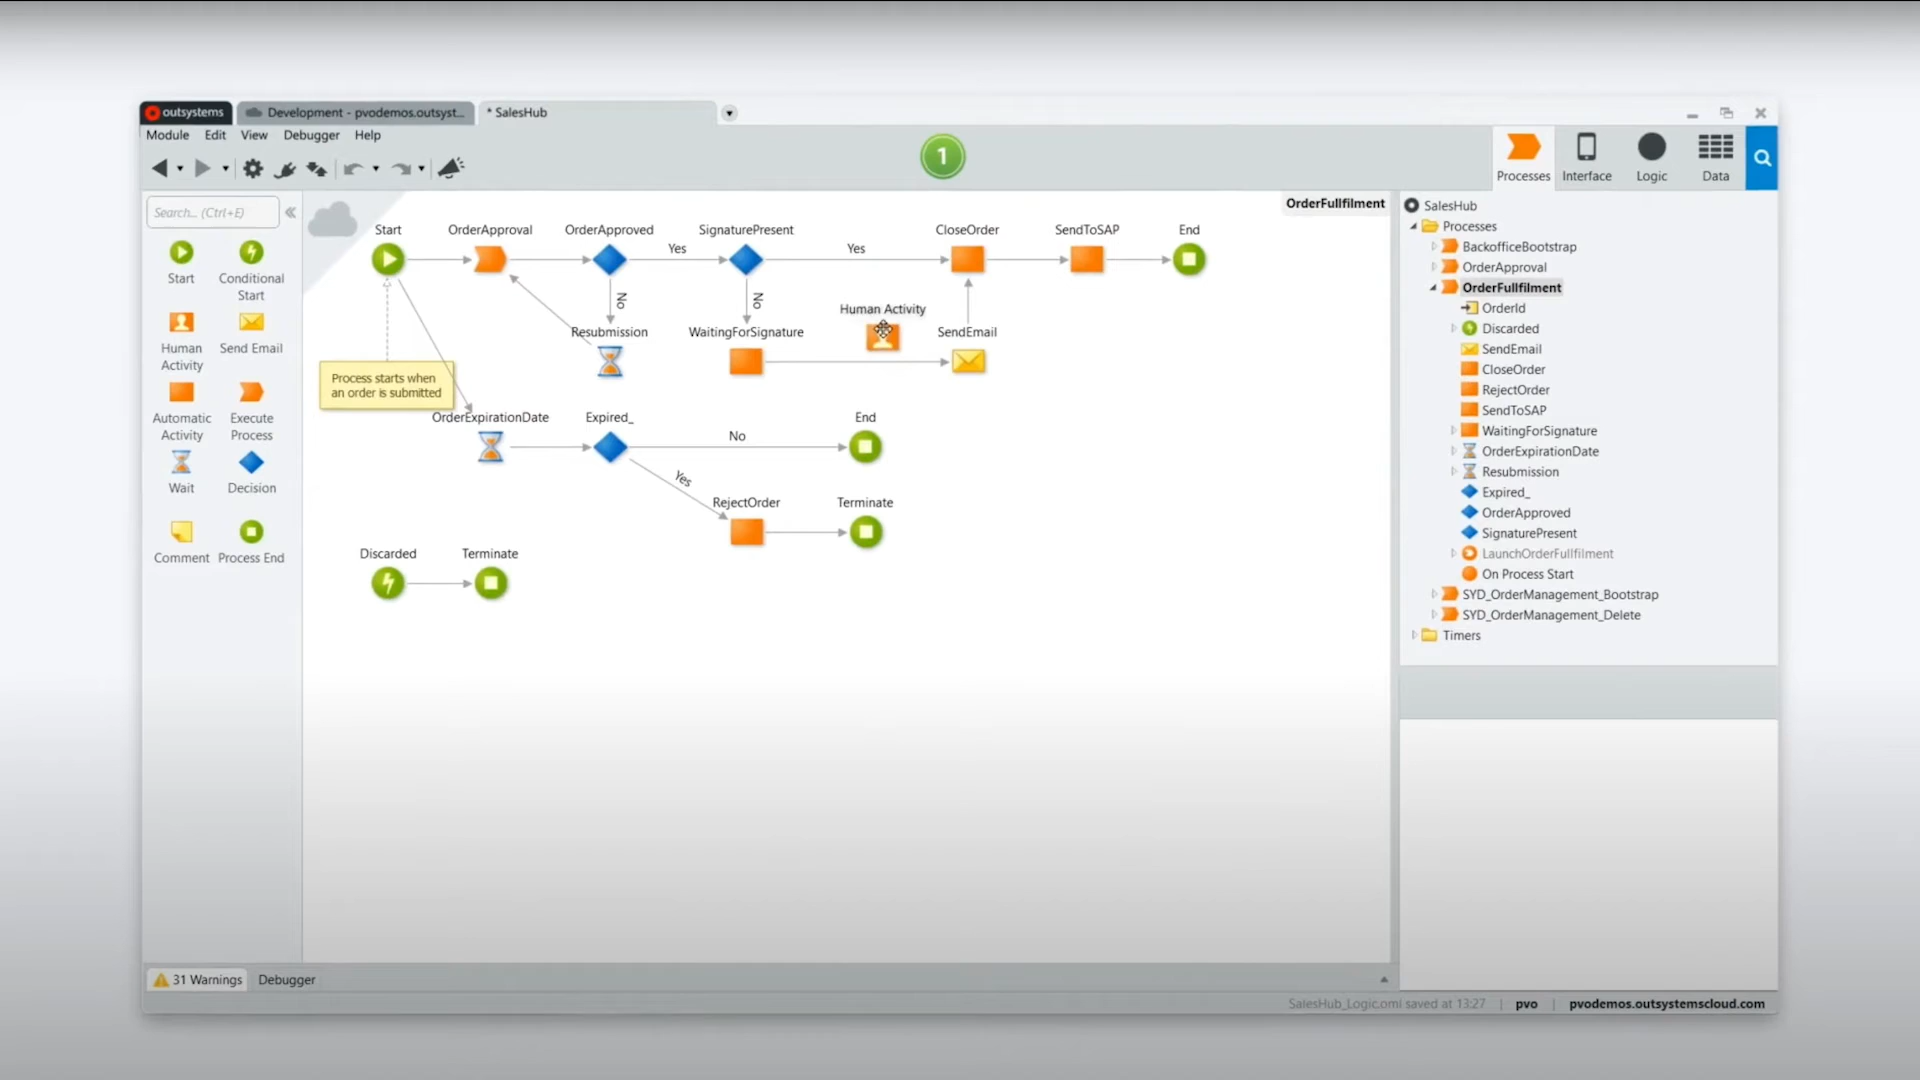 outsystems
Development - pvodemos.outsyst...
* SalesHub
Module Edit View Debugger Help
1
Processes Interface Logic Data
Search... (Ctrl+E)
Start
Conditional
Start
Human
Activity
Send Email
Automatic
Activity
Execute
Process
Wait
Decision
Comment
Process End
OrderFullfilment
Start
OrderApproval
OrderApproved
Yes
SignaturePresent
Yes
CloseOrder
SendToSAP
End
No
No
Resubmission
WaitingForSignature
Human Activity
SendEmail
Process starts when
an order is submitted
OrderExpirationDate
Expired_
No
End
Yes
RejectOrder
Terminate
Discarded
Terminate
SalesHub
Processes
BackofficeBootstrap
OrderApproval
OrderFullfilment
OrderId
Discarded
SendEmail
CloseOrder
RejectOrder
SendToSAP
WaitingForSignature
OrderExpirationDate
Resubmission
Expired_
OrderApproved
SignaturePresent
LaunchOrderFullfilment
On Process Start
SYD_OrderManagement_Bootstrap
SYD_OrderManagement_Delete
Timers
31 Warnings
Debugger
SalesHub_Logic.oml saved at 13:27 | pvo | pvodemos.outsystemscloud.com